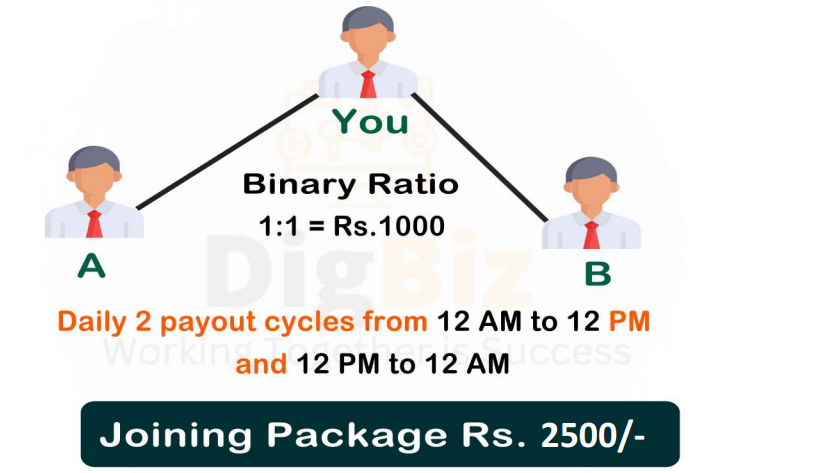 You
Binary Ratio
1:1 = Rs.1000
A
B
DigBiz
Daily 2 payout cycles from 12 AM to 12 PM
Working Together is Success
and 12 PM to 12 AM
Joining Package Rs. 2500/-